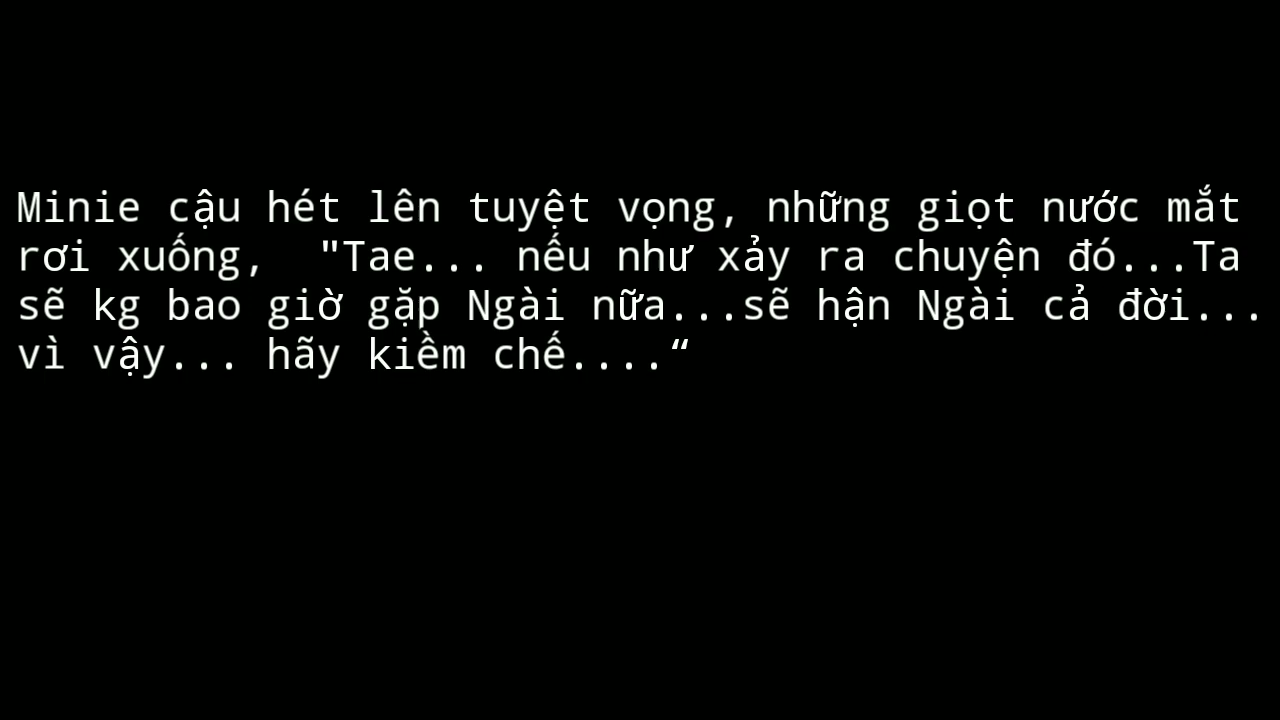 Minie cậu hét lên tuyệt vọng, những giọt nước mắt
rơi xuống,  "Tae... nếu như xảy ra chuyện đó...Ta
sẽ kg bao giờ gặp Ngài nữa...sẽ hận Ngài cả đời...
vì vậy... hãy kiềm chế....“